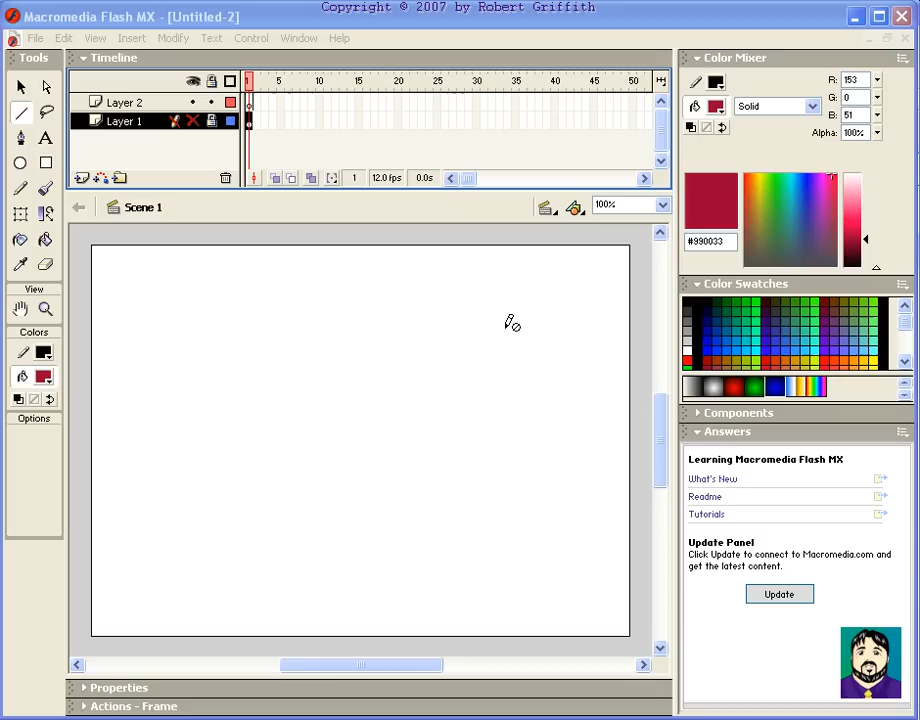 Copyright © 2007 by Robert Griffith
Macromedia Flash MX - [Untitled-2]
File Edit View Insert Modify Text Control Window Help
Tools
Timeline
5 10 15 20 25 30 35 40 45 50
Layer 2
Layer 1
1 12.0 fps 0.0s
Scene 1
100%
View
Colors
Options
Color Mixer
R: 153
Solid
G: 0
B: 51
Alpha: 100%
#990033
Color Swatches
Components
Answers
Learning Macromedia Flash MX
What's New
Readme
Tutorials
Update Panel
Click Update to connect to Macromedia.com and
get the latest content.
Update
Properties
Actions - Frame